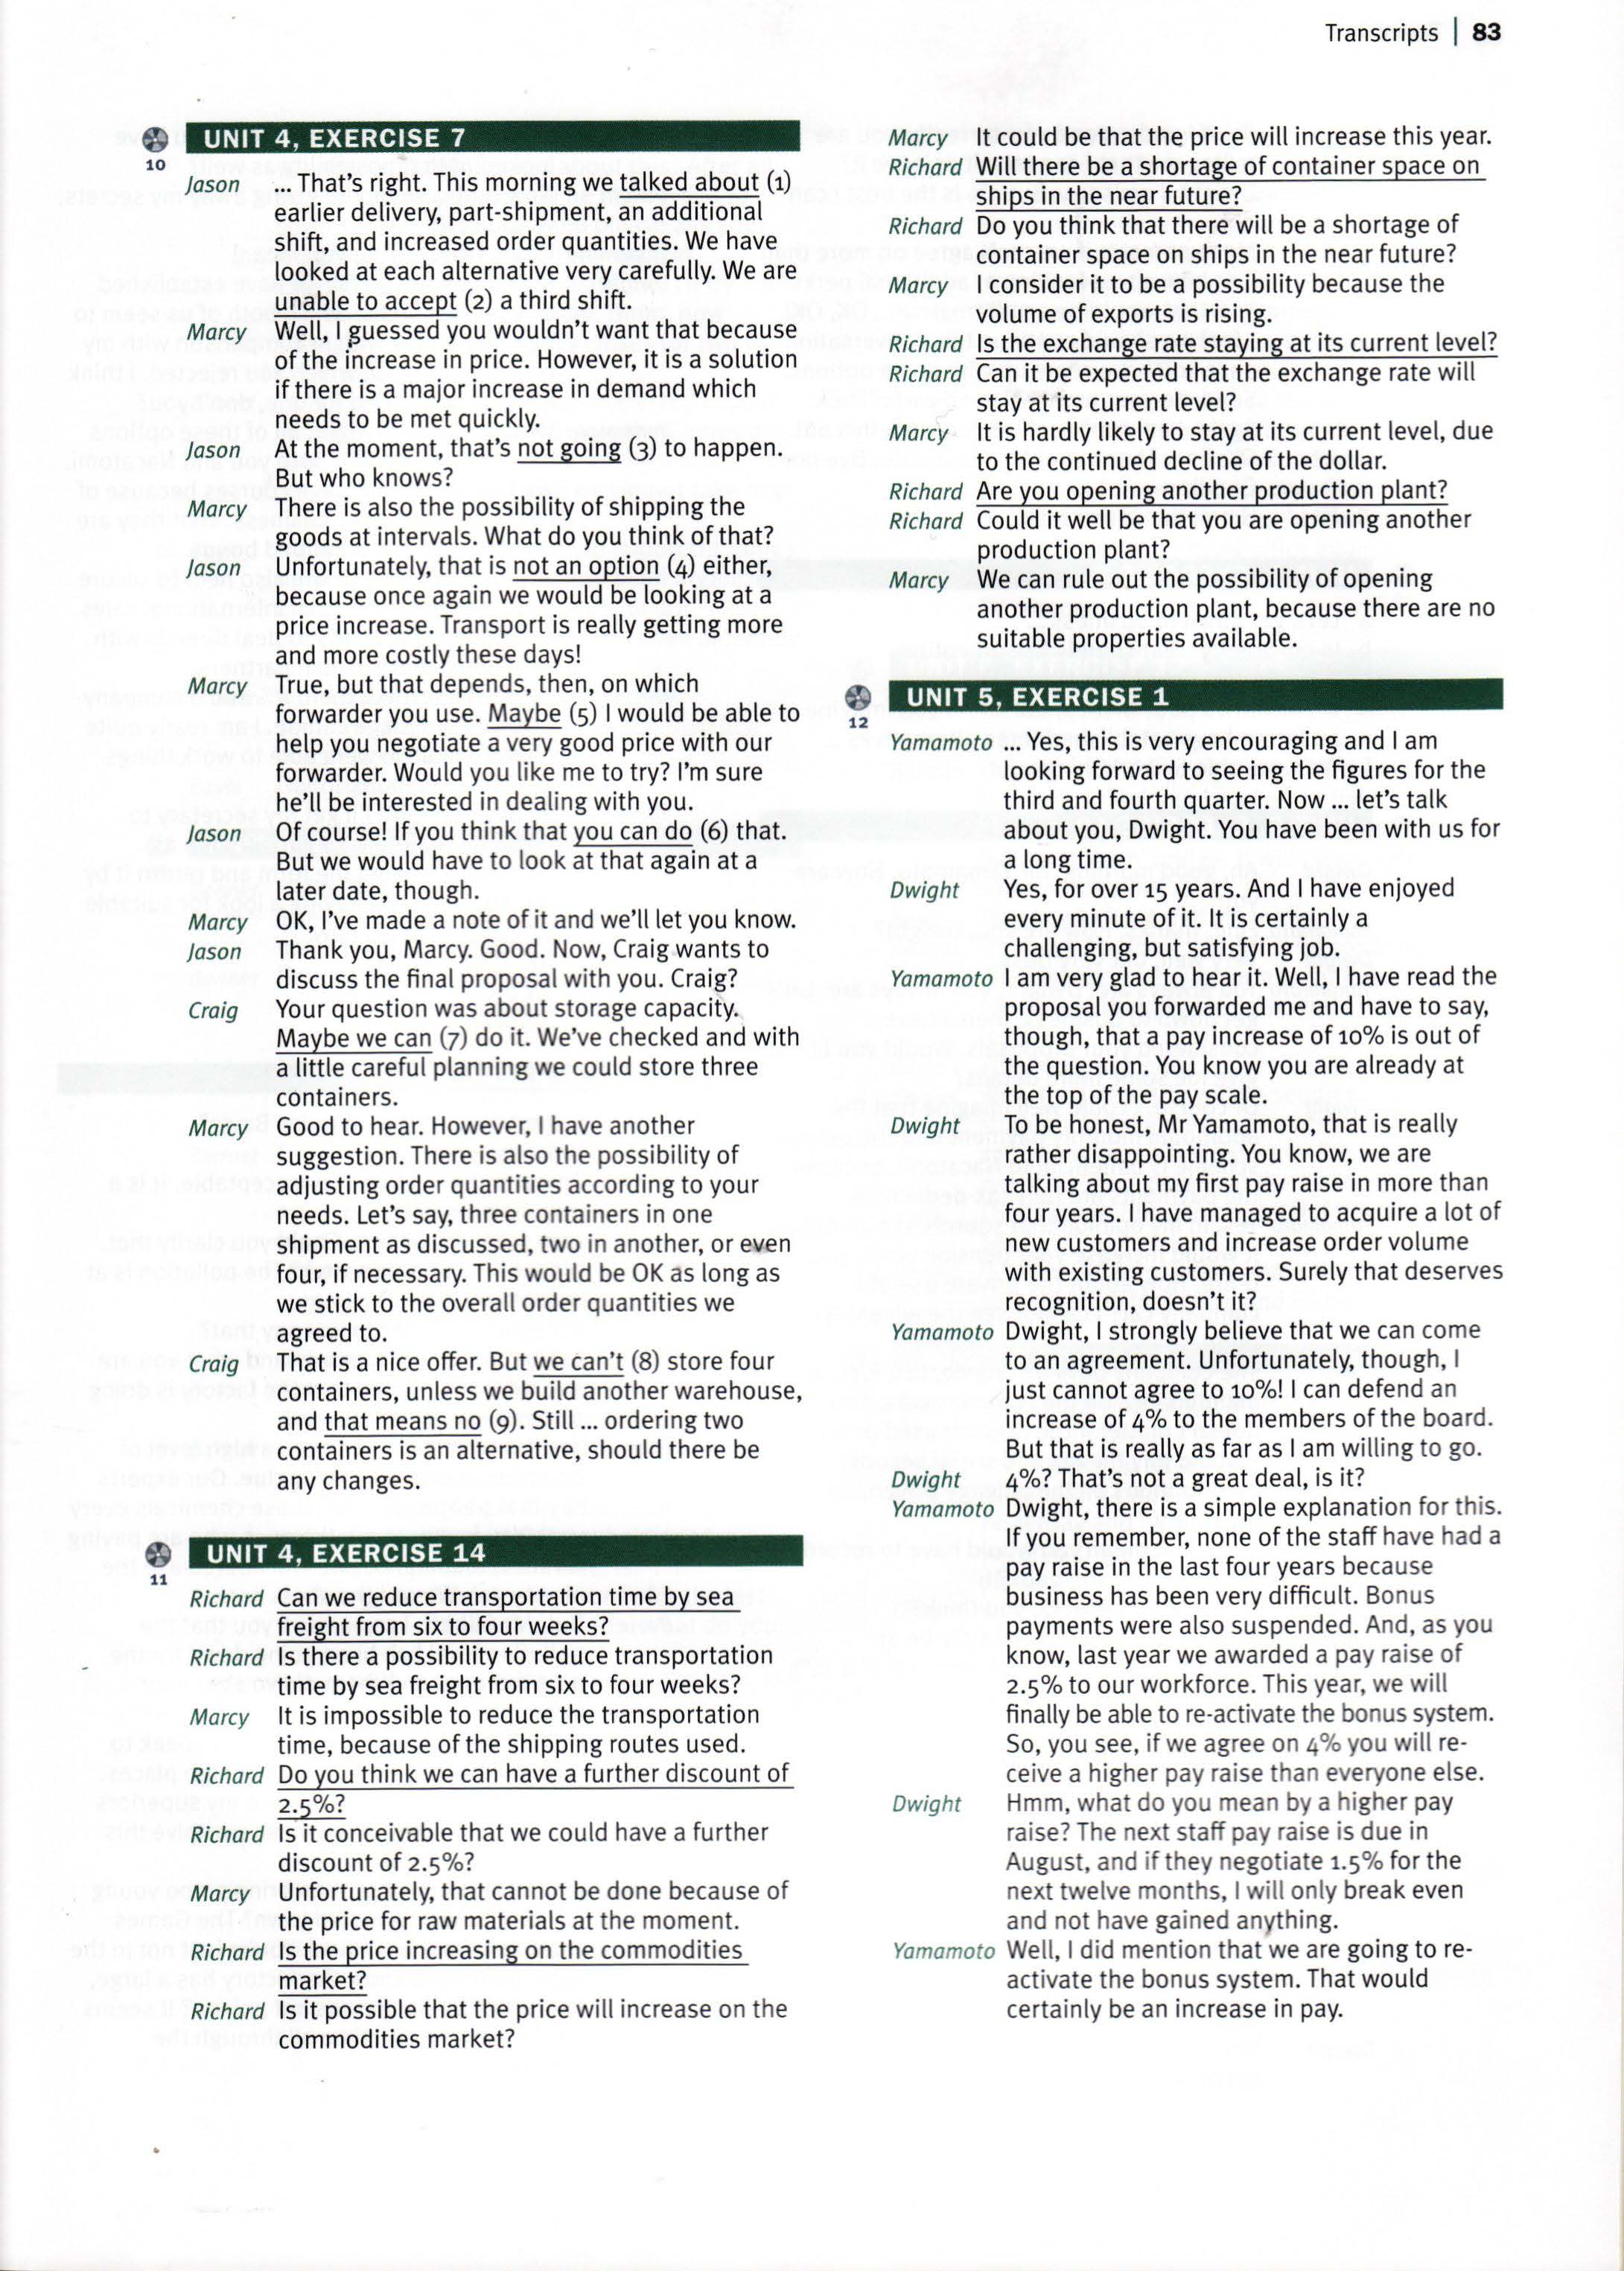 Transcripts | 83
UNIT 4, EXERCISE 7
10
Jason ... That's right. This morning we talked about (1)
earlier delivery, part-shipment, an additional
shift, and increased order quantities. We have
looked at each alternative very carefully. We are
unable to accept (2) a third shift.
Marcy Well, I guessed you wouldn't want that because
of the increase in price. However, it is a solution
if there is a major increase in demand which
needs to be met quickly.
Jason At the moment, that's not going (3) to happen.
But who knows?
Marcy There is also the possibility of shipping the
goods at intervals. What do you think of that?
Jason Unfortunately, that is not an option (4) either,
because once again we would be looking at a
price increase. Transport is really getting more
and more costly these days!
Marcy True, but that depends, then, on which
forwarder you use. Maybe (5) I would be able to
help you negotiate a very good price with our
forwarder. Would you like me to try? I'm sure
he'll be interested in dealing with you.
Jason Of course! If you think that you can do (6) that.
But we would have to look at that again at a
later date, though.
Marcy OK, I've made a note of it and we'll let you know.
Jason Thank you, Marcy. Good. Now, Craig wants to
discuss the final proposal with you. Craig?
Craig Your question was about storage capacity.
Maybe we can (7) do it. We've checked and with
a little careful planning we could store three
containers.
Marcy Good to hear. However, I have another
suggestion. There is also the possibility of
adjusting order quantities according to your
needs. Let's say, three containers in one
shipment as discussed, two in another, or even
four, if necessary. This would be OK as long as
we stick to the overall order quantities we
agreed to.
Craig That is a nice offer. But we can't (8) store four
containers, unless we build another warehouse,
and that means no (9). Still ... ordering two
containers is an alternative, should there be
any changes.
UNIT 4, EXERCISE 14
11
Richard Can we reduce transportation time by sea
freight from six to four weeks?
Richard Is there a possibility to reduce transportation
time by sea freight from six to four weeks?
Marcy It is impossible to reduce the transportation
time, because of the shipping routes used.
Richard Do you think we can have a further discount of
2.5%?
Richard Is it conceivable that we could have a further
discount of 2.5%?
Marcy Unfortunately, that cannot be done because of
the price for raw materials at the moment.
Richard Is the price increasing on the commodities
market?
Richard Is it possible that the price will increase on the
commodities market?
Marcy It could be that the price will increase this year.
Richard Will there be a shortage of container space on
ships in the near future?
Richard Do you think that there will be a shortage of
container space on ships in the near future?
Marcy I consider it to be a possibility because the
volume of exports is rising.
Richard Is the exchange rate staying at its current level?
Richard Can it be expected that the exchange rate will
stay at its current level?
Marcy It is hardly likely to stay at its current level, due
to the continued decline of the dollar.
Richard Are you opening another production plant?
Richard Could it well be that you are opening another
production plant?
Marcy We can rule out the possibility of opening
another production plant, because there are no
suitable properties available.
UNIT 5, EXERCISE 1
12
Yamamoto ... Yes, this is very encouraging and I am
looking forward to seeing the figures for the
third and fourth quarter. Now ... let's talk
about you, Dwight. You have been with us for
a long time.
Dwight Yes, for over 15 years. And I have enjoyed
every minute of it. It is certainly a
challenging, but satisfying job.
Yamamoto I am very glad to hear it. Well, I have read the
proposal you forwarded me and have to say,
though, that a pay increase of 10% is out of
the question. You know you are already at
the top of the pay scale.
Dwight To be honest, Mr Yamamoto, that is really
rather disappointing. You know, we are
talking about my first pay raise in more than
four years. I have managed to acquire a lot of
new customers and increase order volume
with existing customers. Surely that deserves
recognition, doesn't it?
Yamamoto Dwight, I strongly believe that we can come
to an agreement. Unfortunately, though, I
just cannot agree to 10%! I can defend an
increase of 4% to the members of the board.
But that is really as far as I am willing to go.
Dwight 4%? That's not a great deal, is it?
Yamamoto Dwight, there is a simple explanation for this.
If you remember, none of the staff have had a
pay raise in the last four years because
business has been very difficult. Bonus
payments were also suspended. And, as you
know, last year we awarded a pay raise of
2.5% to our workforce. This year, we will
finally be able to re-activate the bonus system.
So, you see, if we agree on 4% you will re-
ceive a higher pay raise than everyone else.
Dwight Hmm, what do you mean by a higher pay
raise? The next staff pay raise is due in
August, and if they negotiate 1.5% for the
next twelve months, I will only break even
and not have gained anything.
Yamamoto Well, I did mention that we are going to re-
activate the bonus system. That would
certainly be an increase in pay.